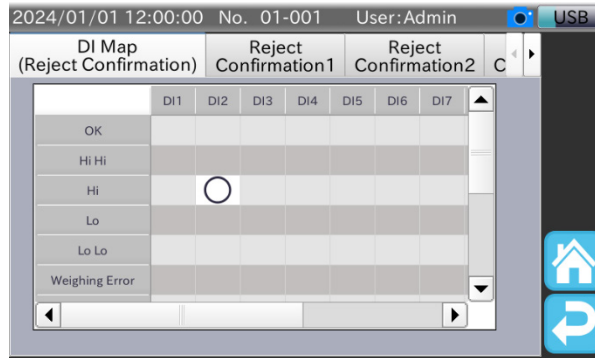 2024/01/01 12:00:00 No. 01-001 User:Admin USB
DI Map
(Reject Confirmation)
Reject
Confirmation1
Reject
Confirmation2
C
DI1 DI2 DI3 DI4 DI5 DI6 DI7
OK
Hi Hi
Hi
Lo
Lo Lo
Weighing Error